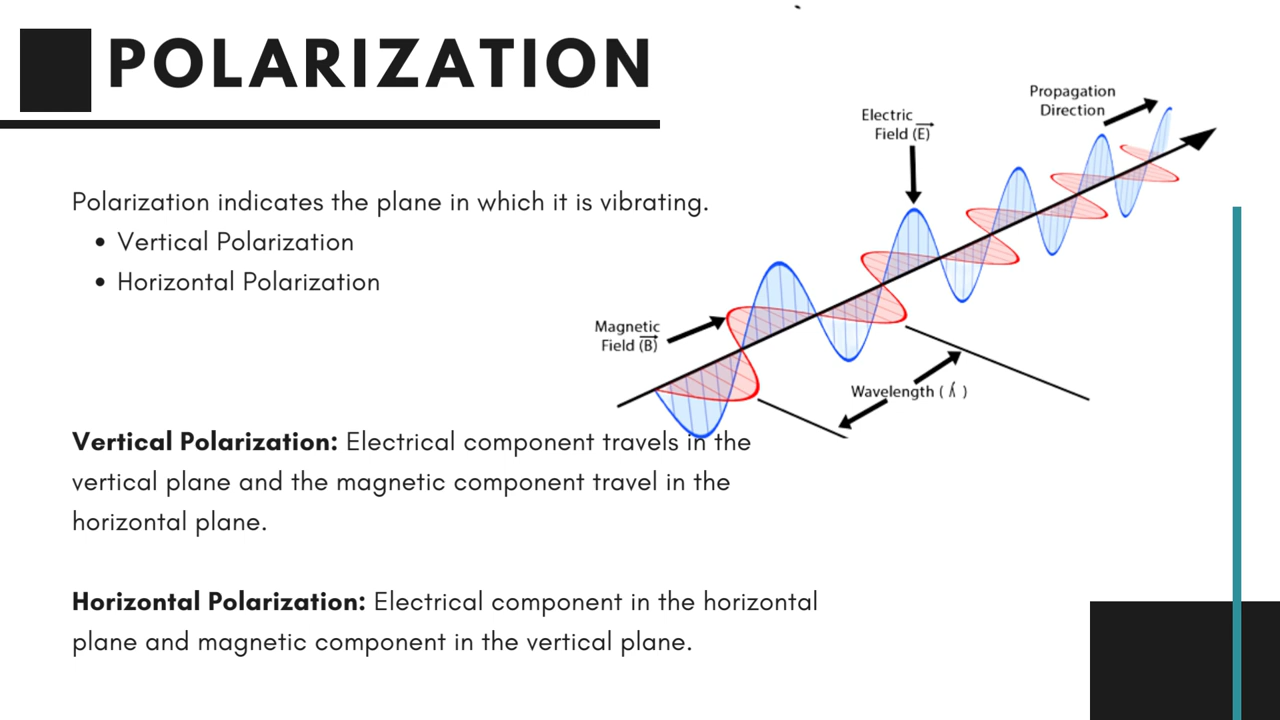 POLARIZATION
Polarization indicates the plane in which it is vibrating.
• Vertical Polarization
• Horizontal Polarization
Propagation
Direction
Electric
Field (E)
Magnetic
Field (B)
Wavelength ( ʎ )
Vertical Polarization: Electrical component travels in the
vertical plane and the magnetic component travel in the
horizontal plane.
Horizontal Polarization: Electrical component in the horizontal
plane and magnetic component in the vertical plane.